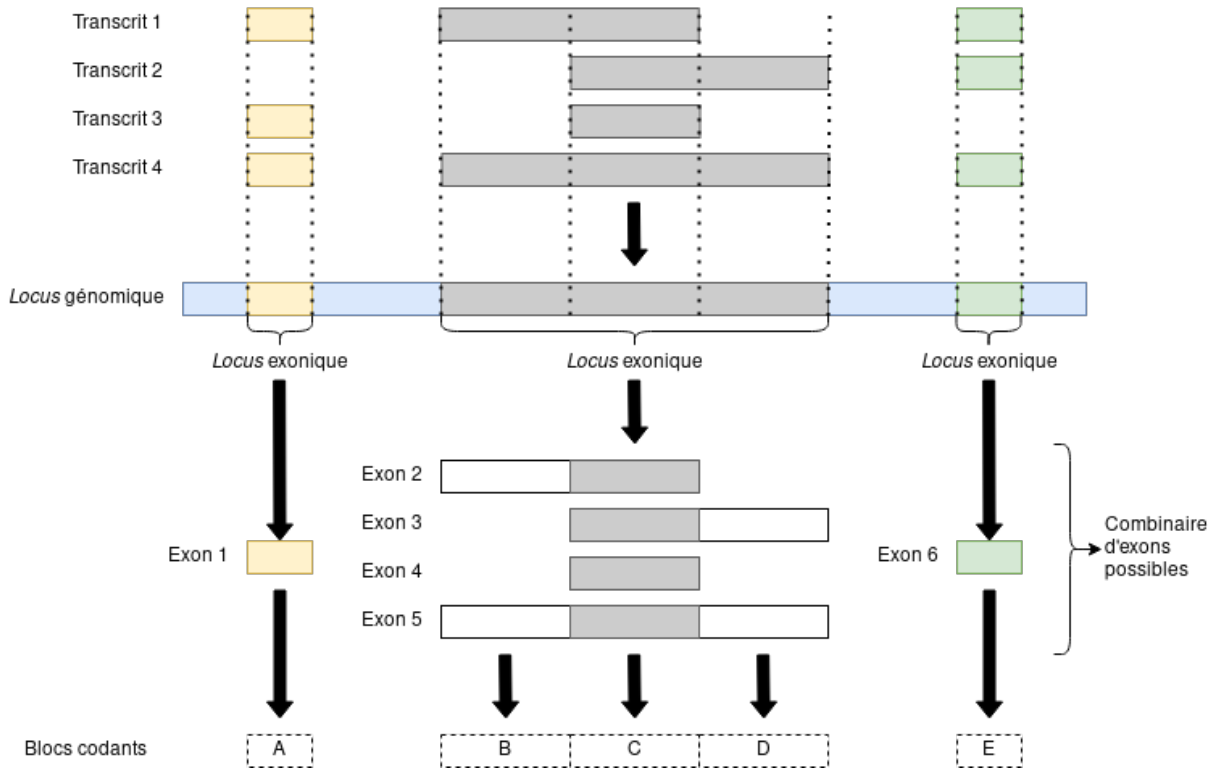 Transcrit 1
Transcrit 2
Transcrit 3
Transcrit 4
Locus génomique
Locus exonique
Locus exonique
Locus exonique
Exon 2
Exon 3
Exon 1
Exon 6
Exon 4
Exon 5
Combinaire
d'exons
possibles
Blocs codants
A
B
C
D
E